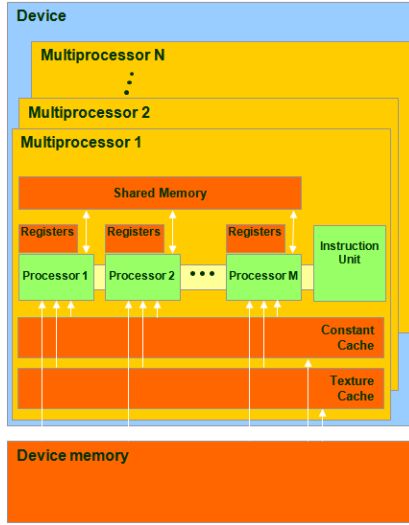 Device
Multiprocessor N
Multiprocessor 2
Multiprocessor 1
Shared Memory
Registers Registers Registers
Processor 1 Processor 2 Processor M
Instruction
Unit
Constant
Cache
Texture
Cache
Device memory